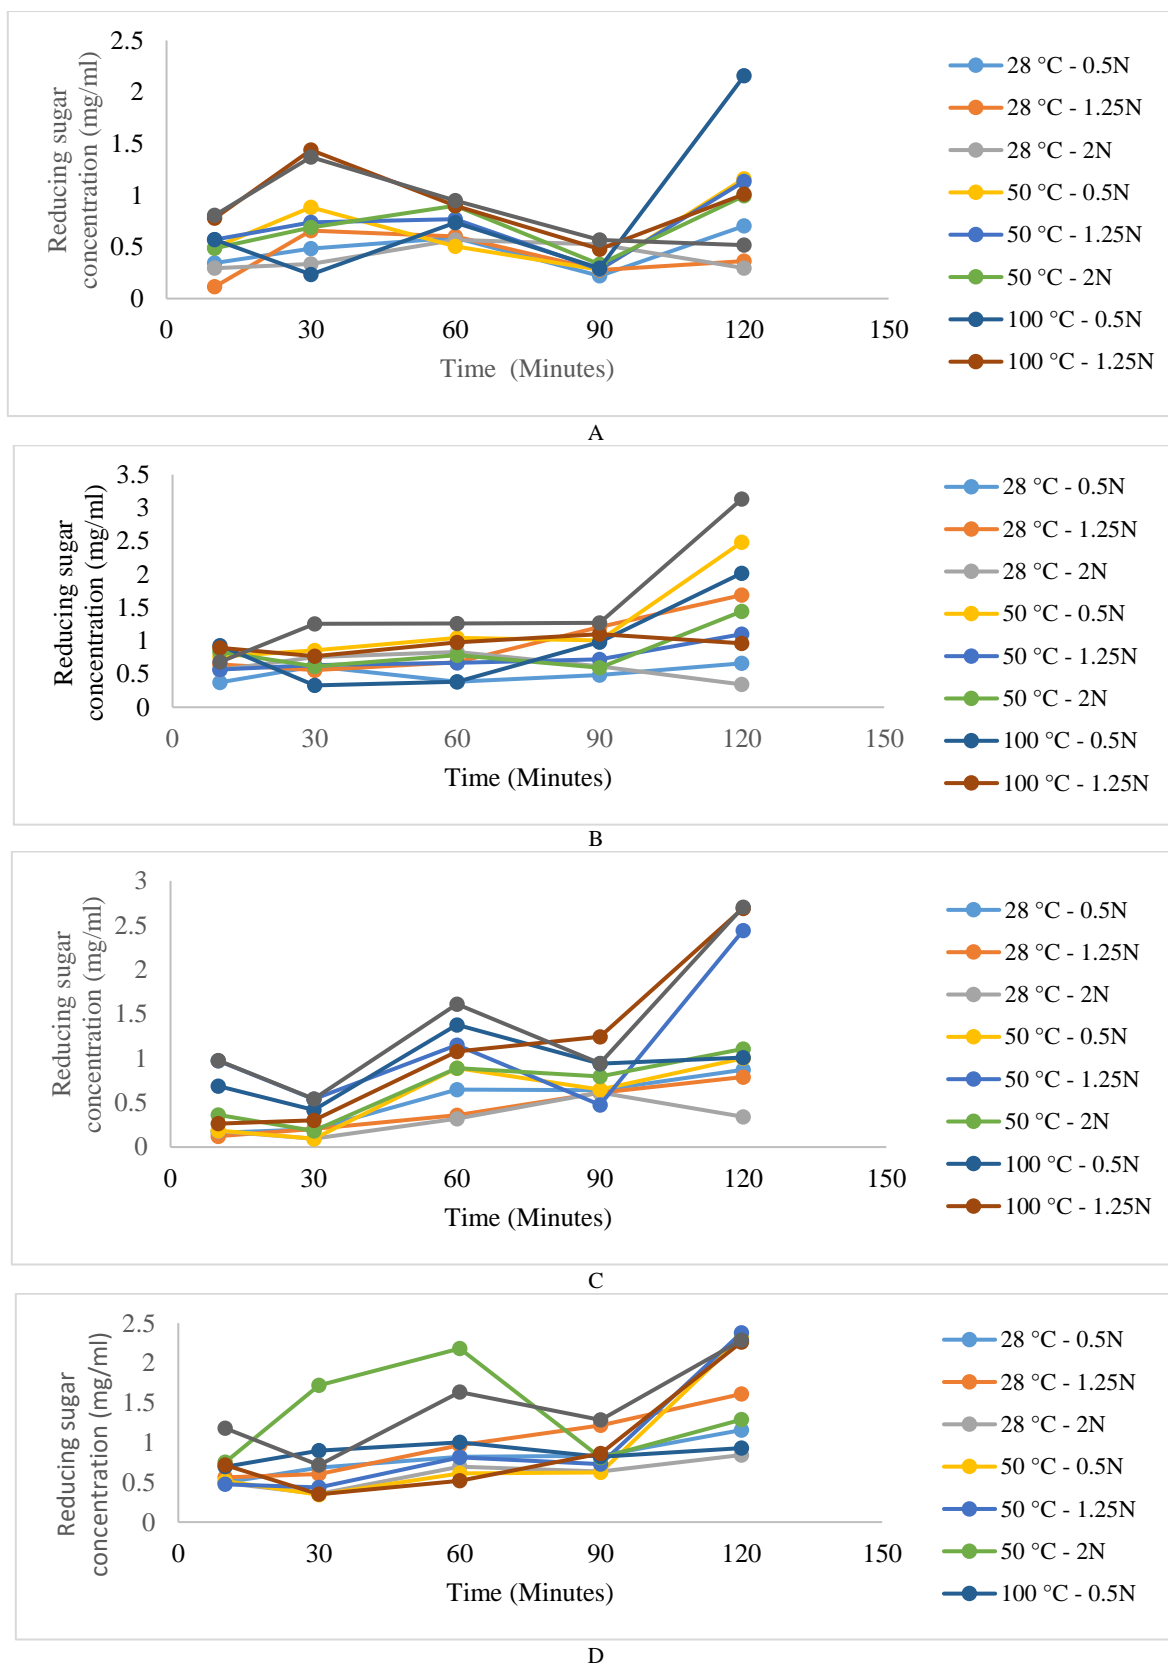 2.5
2
1.5
1
0.5
0
0 30 60 90 120 150
Reducing sugar
concentration (mg/ml)
Time (Minutes)
28 °C - 0.5N
28 °C - 1.25N
28 °C - 2N
50 °C - 0.5N
50 °C - 1.25N
50 °C - 2N
100 °C - 0.5N
100 °C - 1.25N
A
3.5
3
2.5
2
1.5
1
0.5
0
0 30 60 90 120 150
Reducing sugar
concentration (mg/ml)
Time (Minutes)
28 °C - 0.5N
28 °C - 1.25N
28 °C - 2N
50 °C - 0.5N
50 °C - 1.25N
50 °C - 2N
100 °C - 0.5N
100 °C - 1.25N
B
3
2.5
2
1.5
1
0.5
0
0 30 60 90 120 150
Reducing sugar
concentration (mg/ml)
Time (Minutes)
28 °C - 0.5N
28 °C - 1.25N
28 °C - 2N
50 °C - 0.5N
50 °C - 1.25N
50 °C - 2N
100 °C - 0.5N
100 °C - 1.25N
C
2.5
2
1.5
1
0.5
0
0 30 60 90 120 150
Reducing sugar
concentration (mg/ml)
Time (Minutes)
28 °C - 0.5N
28 °C - 1.25N
28 °C - 2N
50 °C - 0.5N
50 °C - 1.25N
50 °C - 2N
100 °C - 0.5N
D